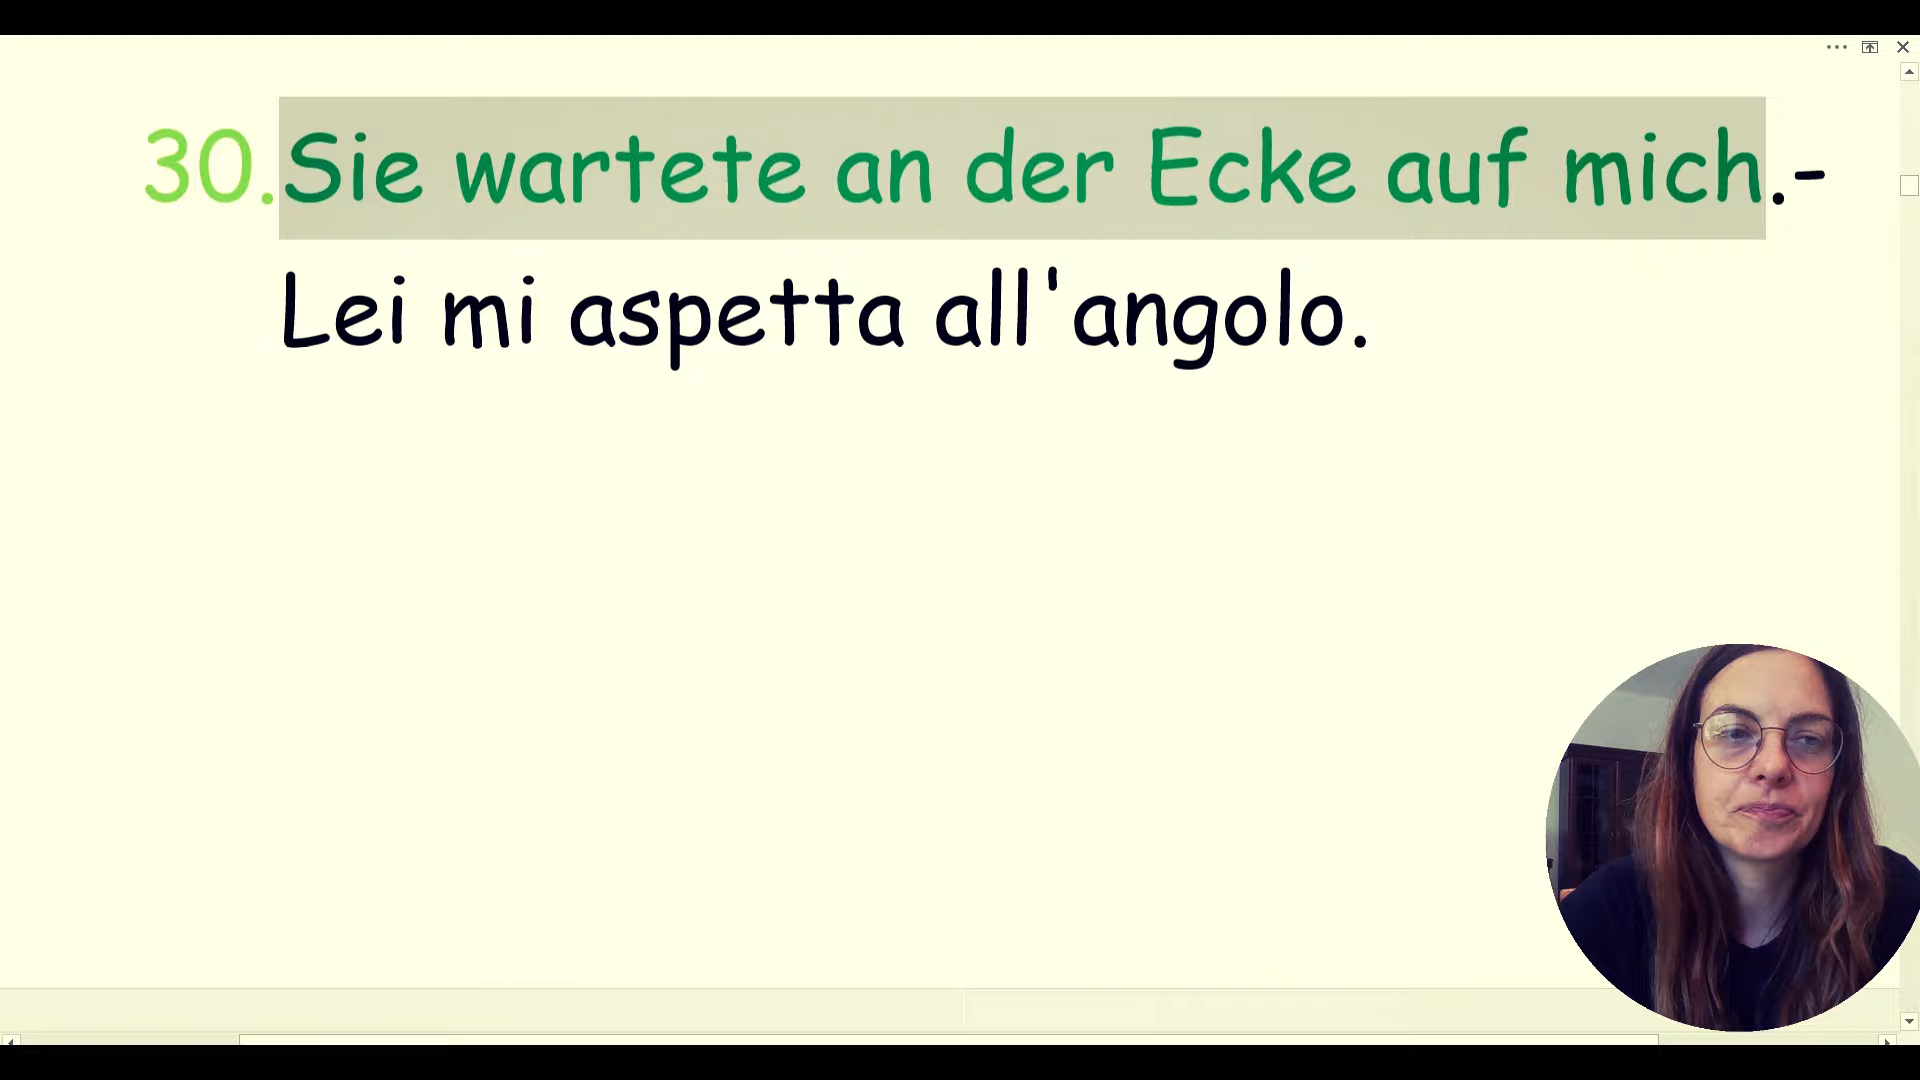 30.Sie wartete an der Ecke auf mich.-
Lei mi aspetta all'angolo.